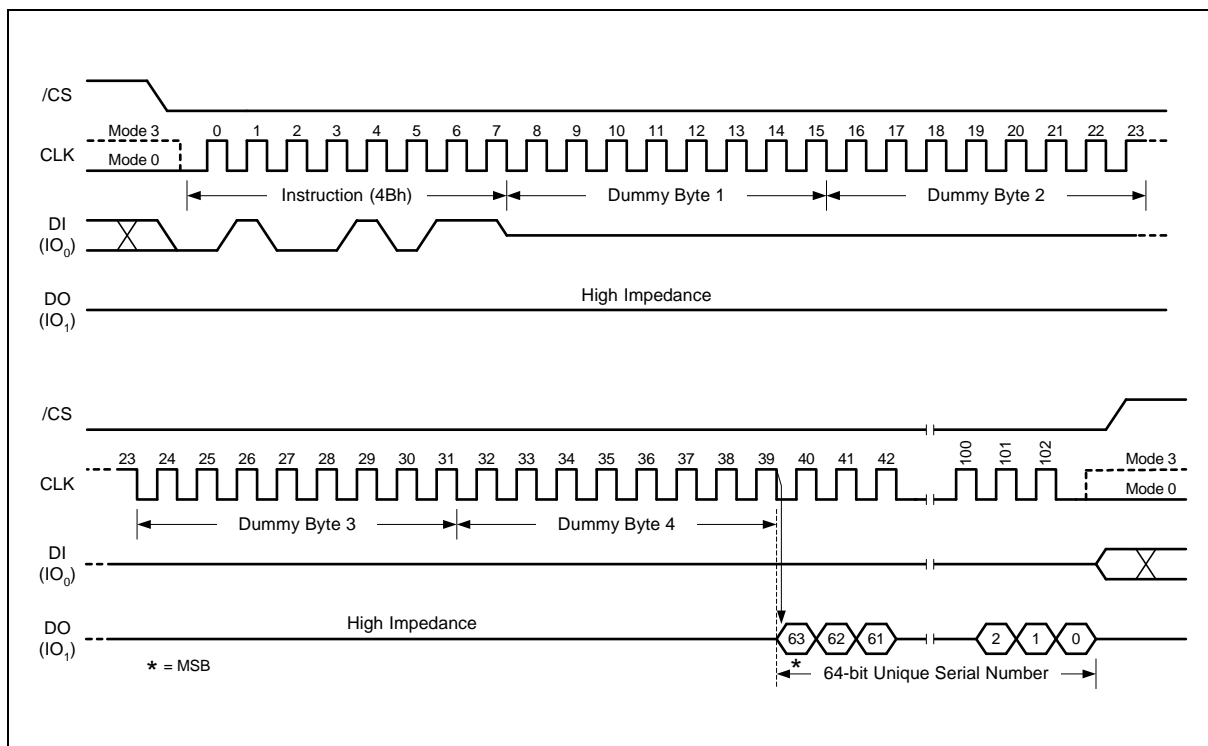 /CS
Mode 3 0 1 2 3 4 5 6 7 8 9 10 11 12 13 14 15 16 17 18 19 20 21 22 23
CLK
Mode 0
Instruction (4Bh) Dummy Byte 1 Dummy Byte 2
DI
(IO0)
High Impedance
DO
(IO1)
/CS
23 24 25 26 27 28 29 30 31 32 33 34 35 36 37 38 39 40 41 42 100 101 102 Mode 3
CLK
Mode 0
Dummy Byte 3 Dummy Byte 4
DI
(IO0)
High Impedance
DO
(IO1)
63 62 61 2 1 0
* = MSB * 64-bit Unique Serial Number